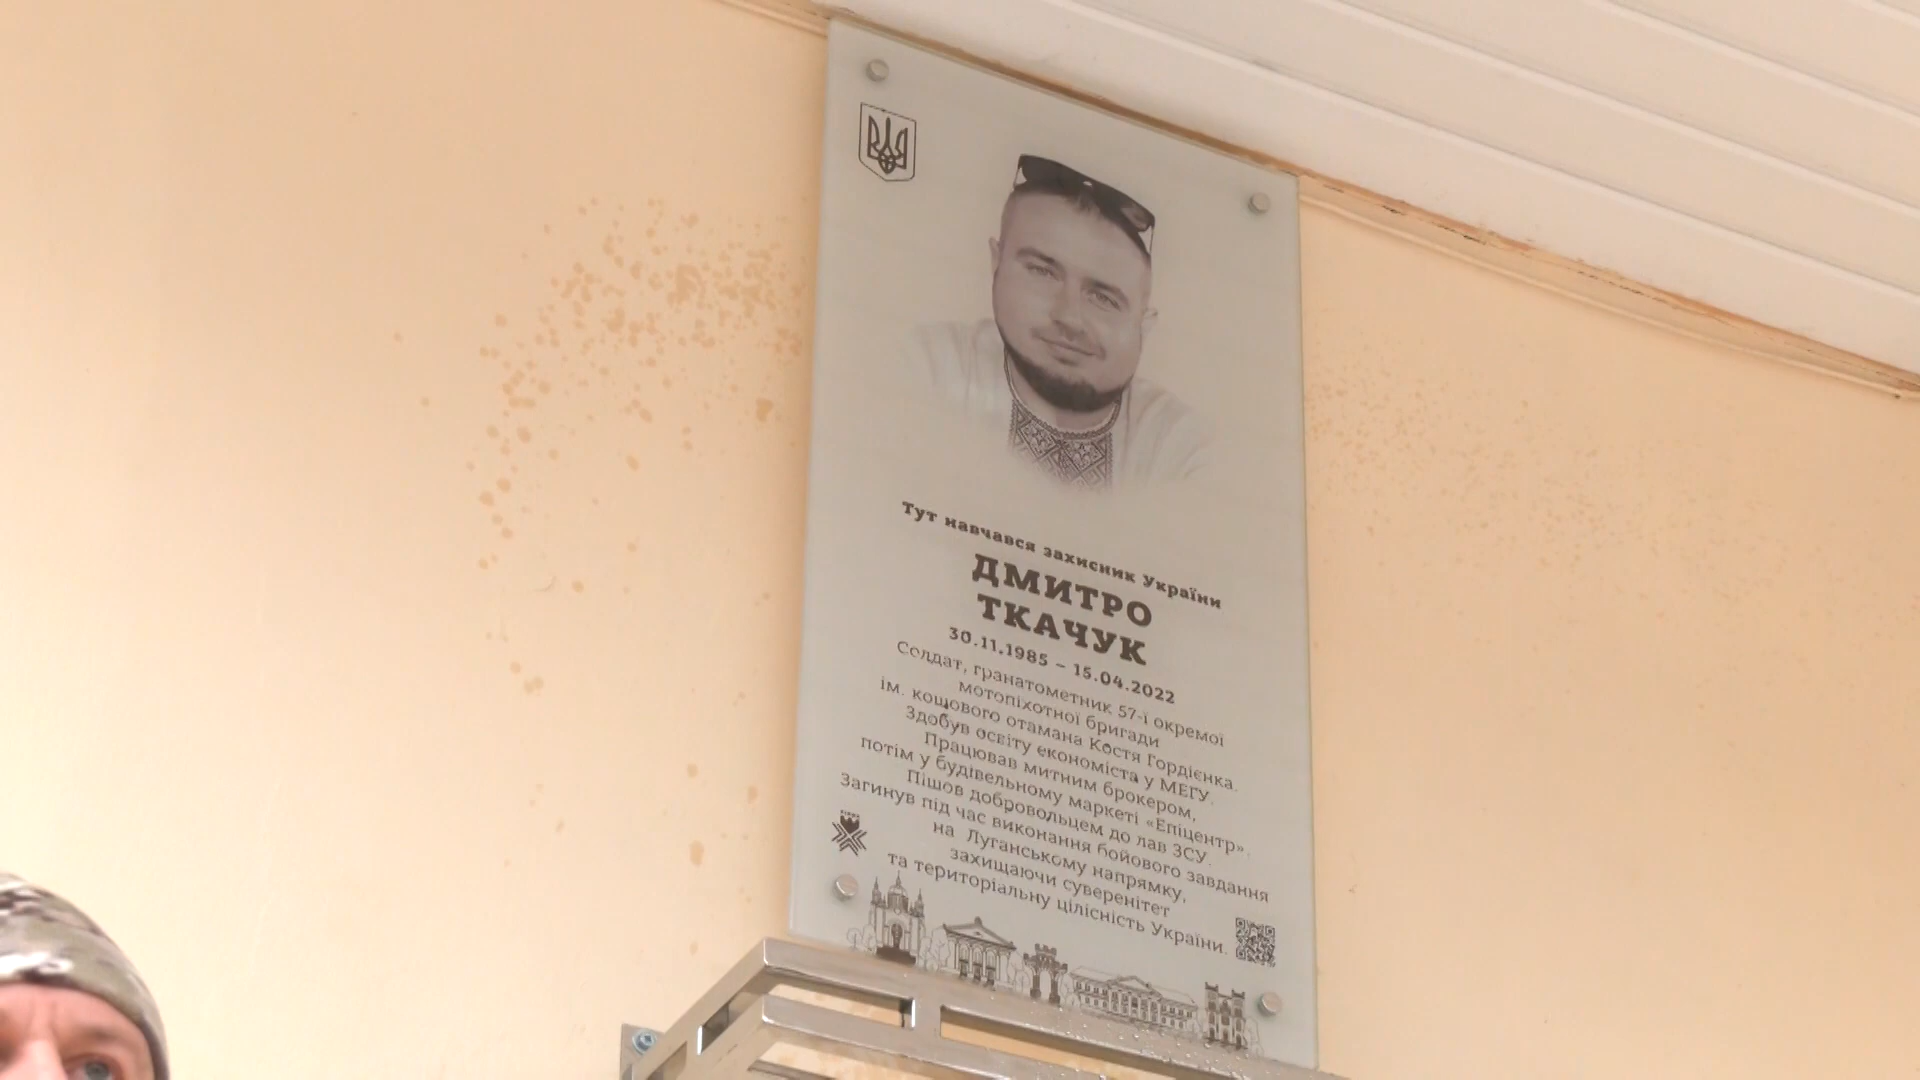 Тут навчався захисник України
ДМИТРО
ТКАЧУК
30.11.1985 – 15.04.2022
Солдат, гранатометник 57-ї окремої
мотопіхотної бригади
ім. кошового отамана Костя Гордієнка.
Здобув освіту економіста у МЕГУ.
Працював митним брокером,
потім у будівельному маркеті «Епіцентр».
Пішов добровольцем до лав ЗСУ.
Загинув під час виконання бойового завдання
на Луганському напрямку,
захищаючи суверенітет
та територіальну цілісність України.